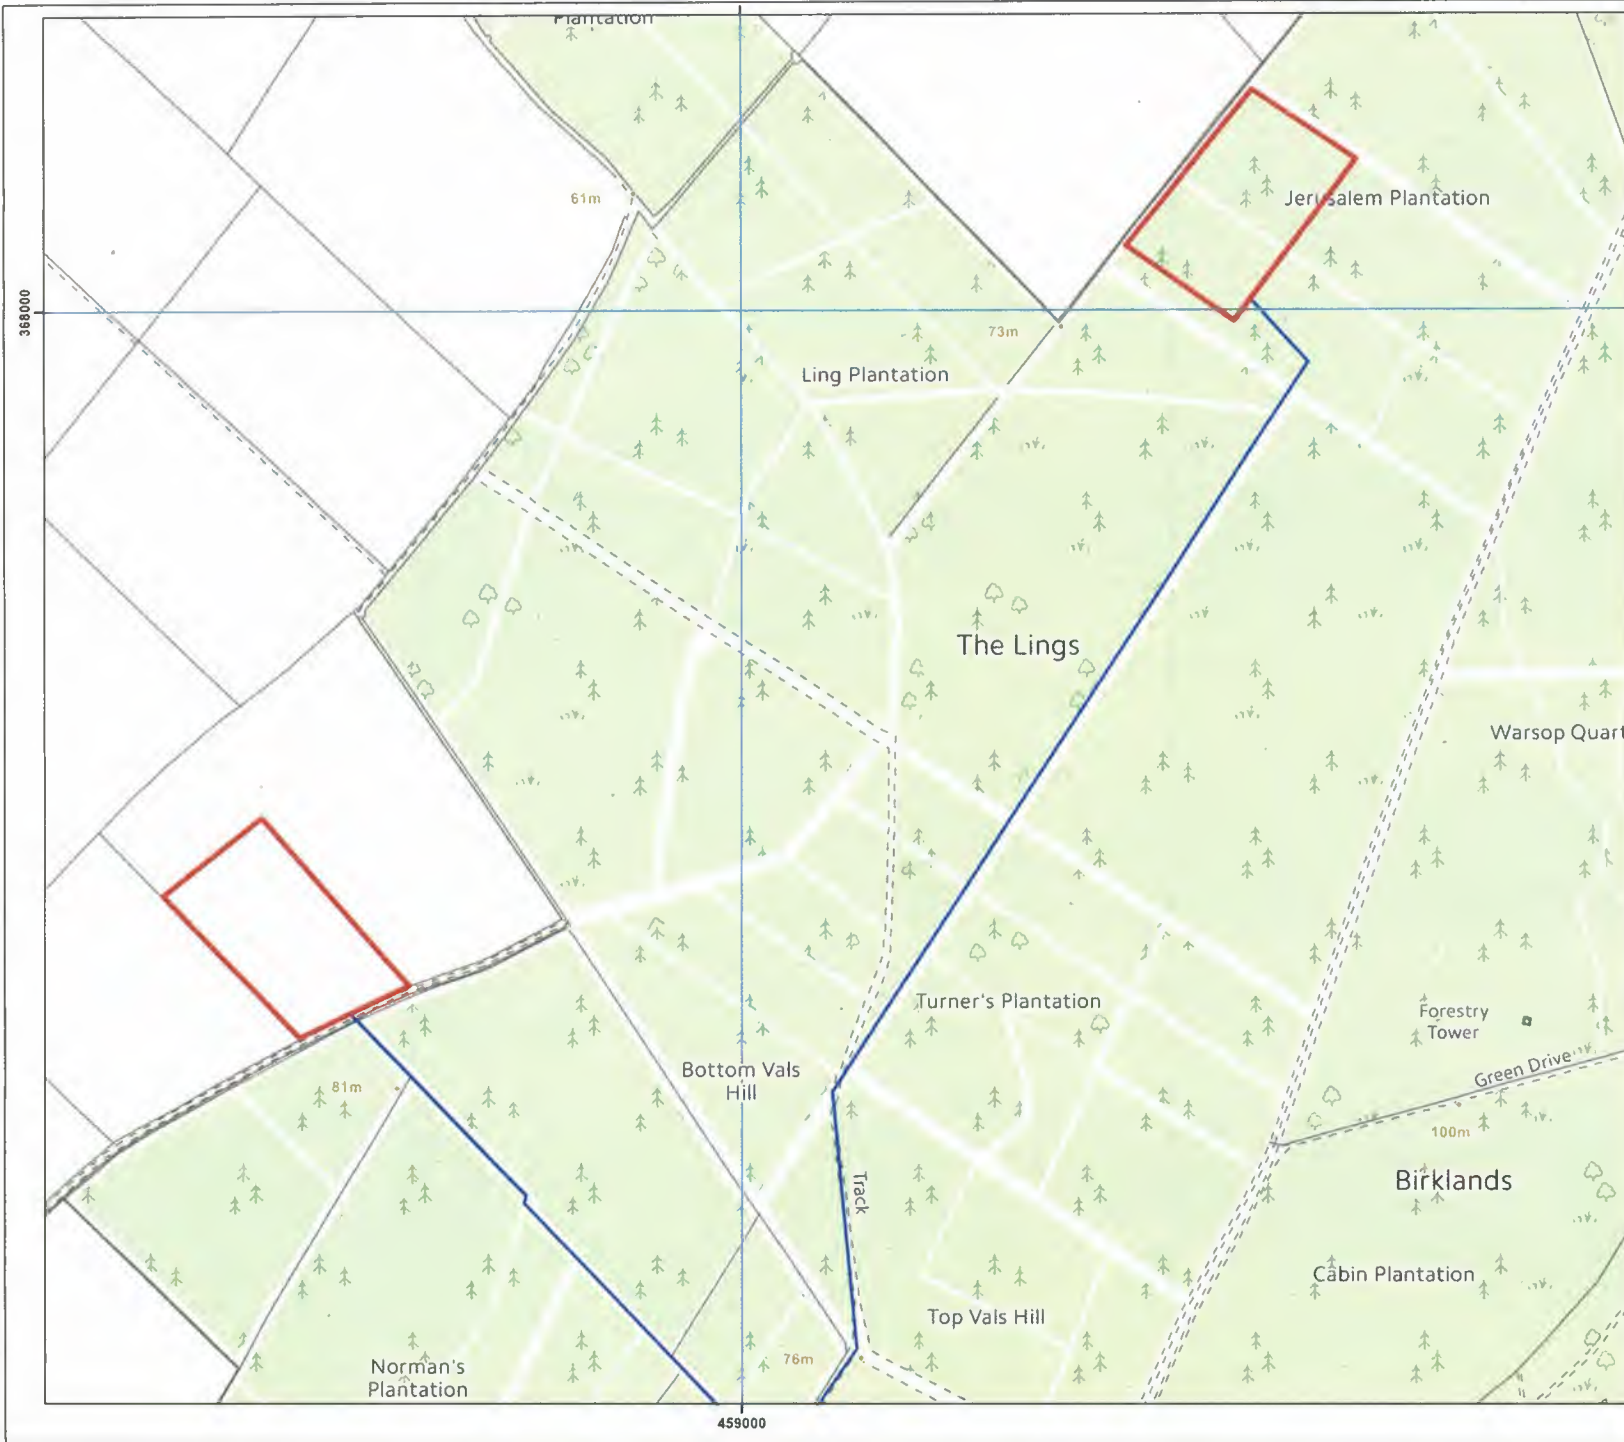 Plantation
61m
Jerusalem Plantation
368000
73m
Ling Plantation
The Lings
Warsop Quart
Turner's Plantation
Forestry
Tower
Green Drive
Bottom Vals
Hill
81m
100m
Track
Birklands
Cabin Plantation
Top Vals Hill
76m
Norman's
Plantation
459000